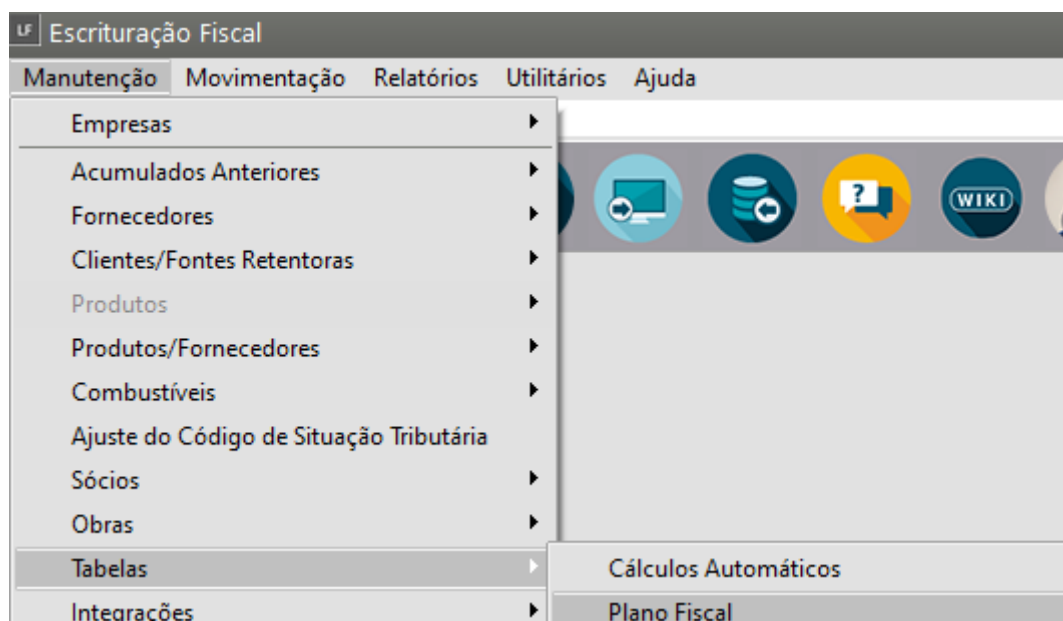 LF Escrituração Fiscal
Manutenção Movimentação Relatórios Utilitários Ajuda
Empresas
Acumulados Anteriores
Fornecedores
Clientes/Fontes Retentoras
Produtos
Produtos/Fornecedores
Combustíveis
Ajuste do Código de Situação Tributária
Sócios
Obras
Tabelas
Integrações
?
WIKI
Cálculos Automáticos
Plano Fiscal